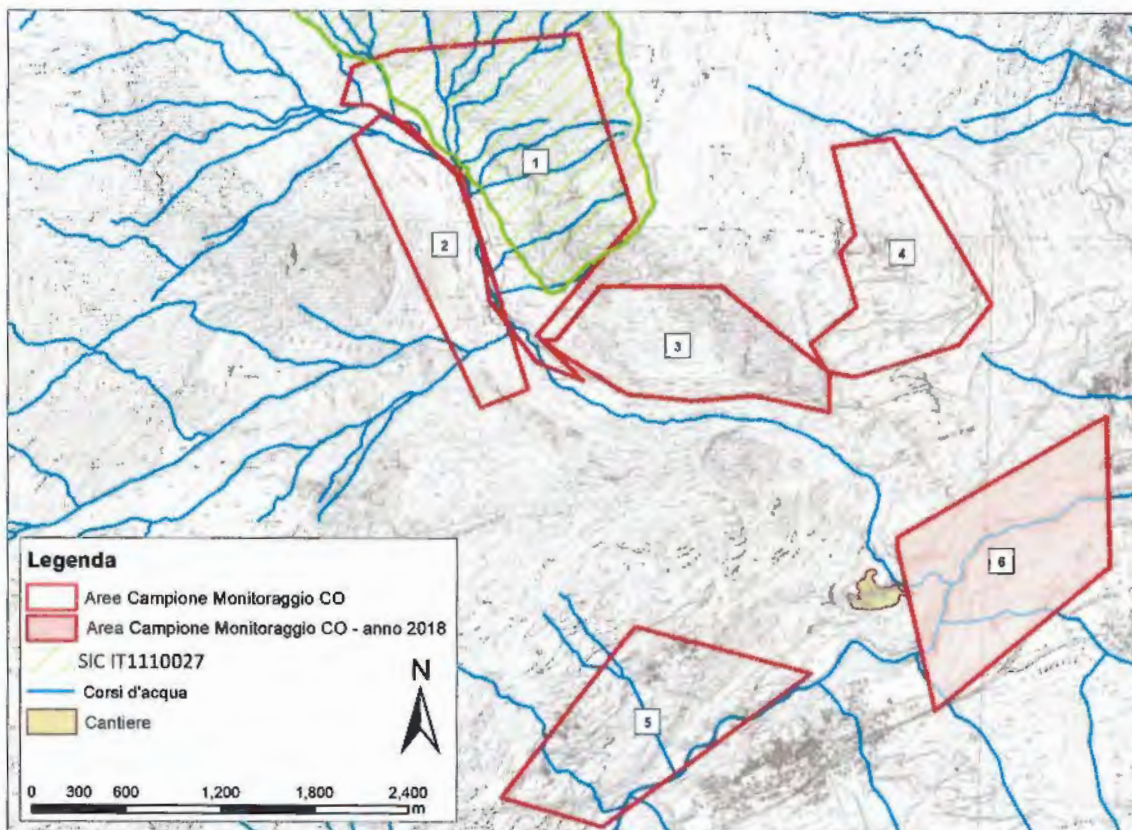 1
2
3
4
5
6
Legenda
Aree Campione Monitoraggio CO
Area Campione Monitoraggio CO - anno 2018
SIC IT1110027
Corsi d'acqua
Cantiere
N
0 300 600 1,200 1,800 2,400
m